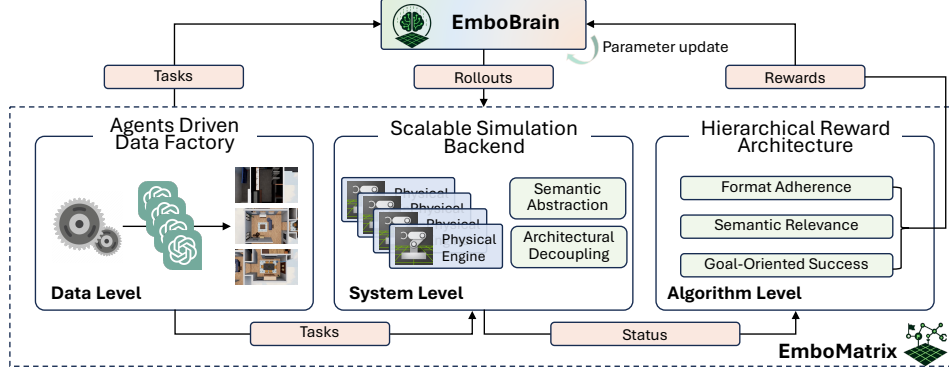 EmboBrain
Parameter update
Tasks
Rollouts
Rewards
Agents Driven
Data Factory
Scalable Simulation
Backend
Hierarchical Reward
Architecture
Physical
Physical
Physical
Physical
Engine
Semantic
Abstraction
Architectural
Decoupling
Format Adherence
Semantic Relevance
Goal-Oriented Success
Data Level
System Level
Algorithm Level
Tasks
Status
EmboMatrix